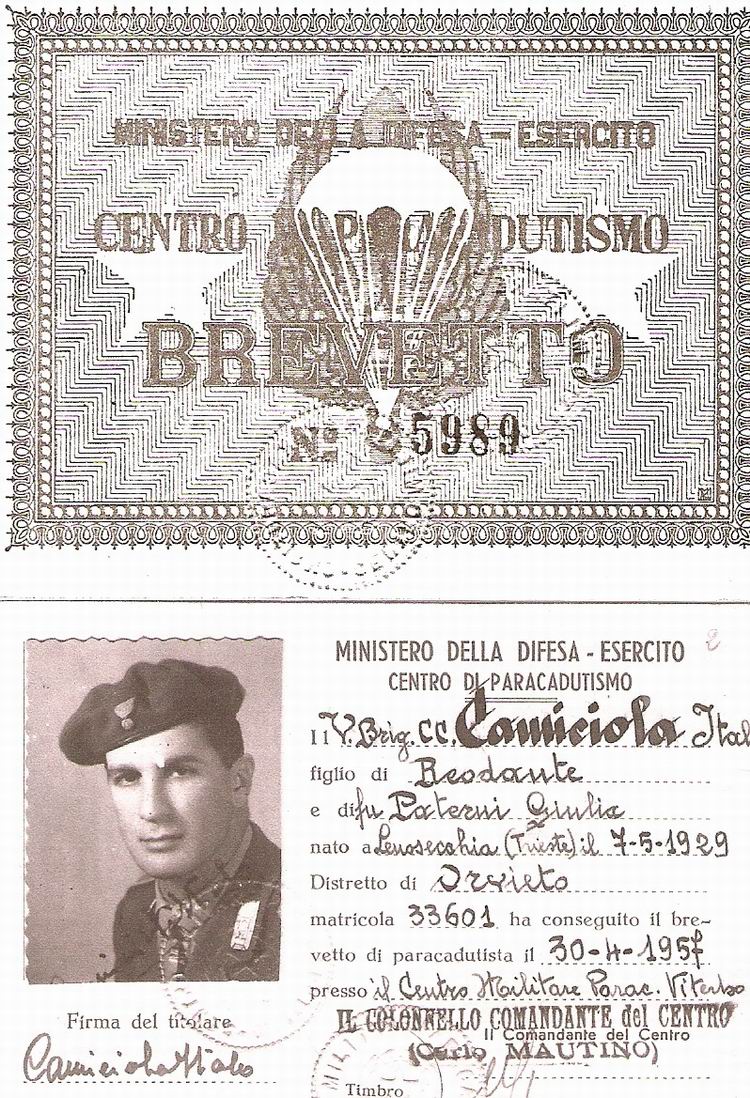 MINISTERO DELLA DIFESA - ESERCITO
CENTRO PARACADUTISMO
BREVETTO
No 5989
MINISTERO DELLA DIFESA - ESERCITO
CENTRO DI PARACADUTISMO
Il V. Brig. CC. Camiciola Ital
figlio di Reodante
e di fu Paterni Giulia
nato a (Trieste) il 7-5-1929
Distretto di Orvieto
matricola 33601 ha conseguito il bre-
vetto di paracadutista il 30-4-1957
presso il Centro Militare Parac. Viterbo
IL COLONNELLO COMANDANTE del CENTRO
Il Comandante del Centro
(Carlo MAUTINO)
Firma del titolare
Camiciola Italo
Timbro